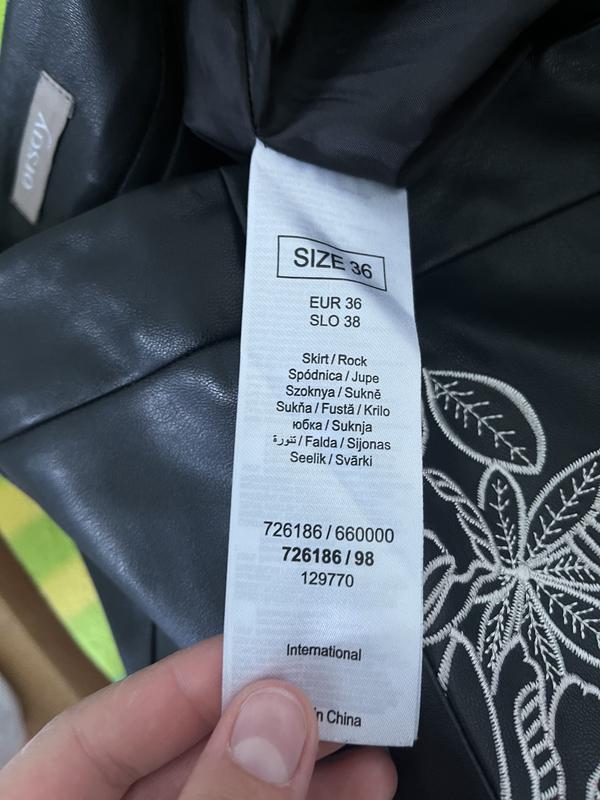 orsay
SIZE 36
EUR 36
SLO 38
Skirt / Rock
Spódnica / Jupe
Szoknya / Sukně
Sukňa / Fustă / Krilo
юбка / Suknja
تنورة / Falda / Sijonas
Seelik / Svārki
726186 / 660000
726186 / 98
129770
International
in China